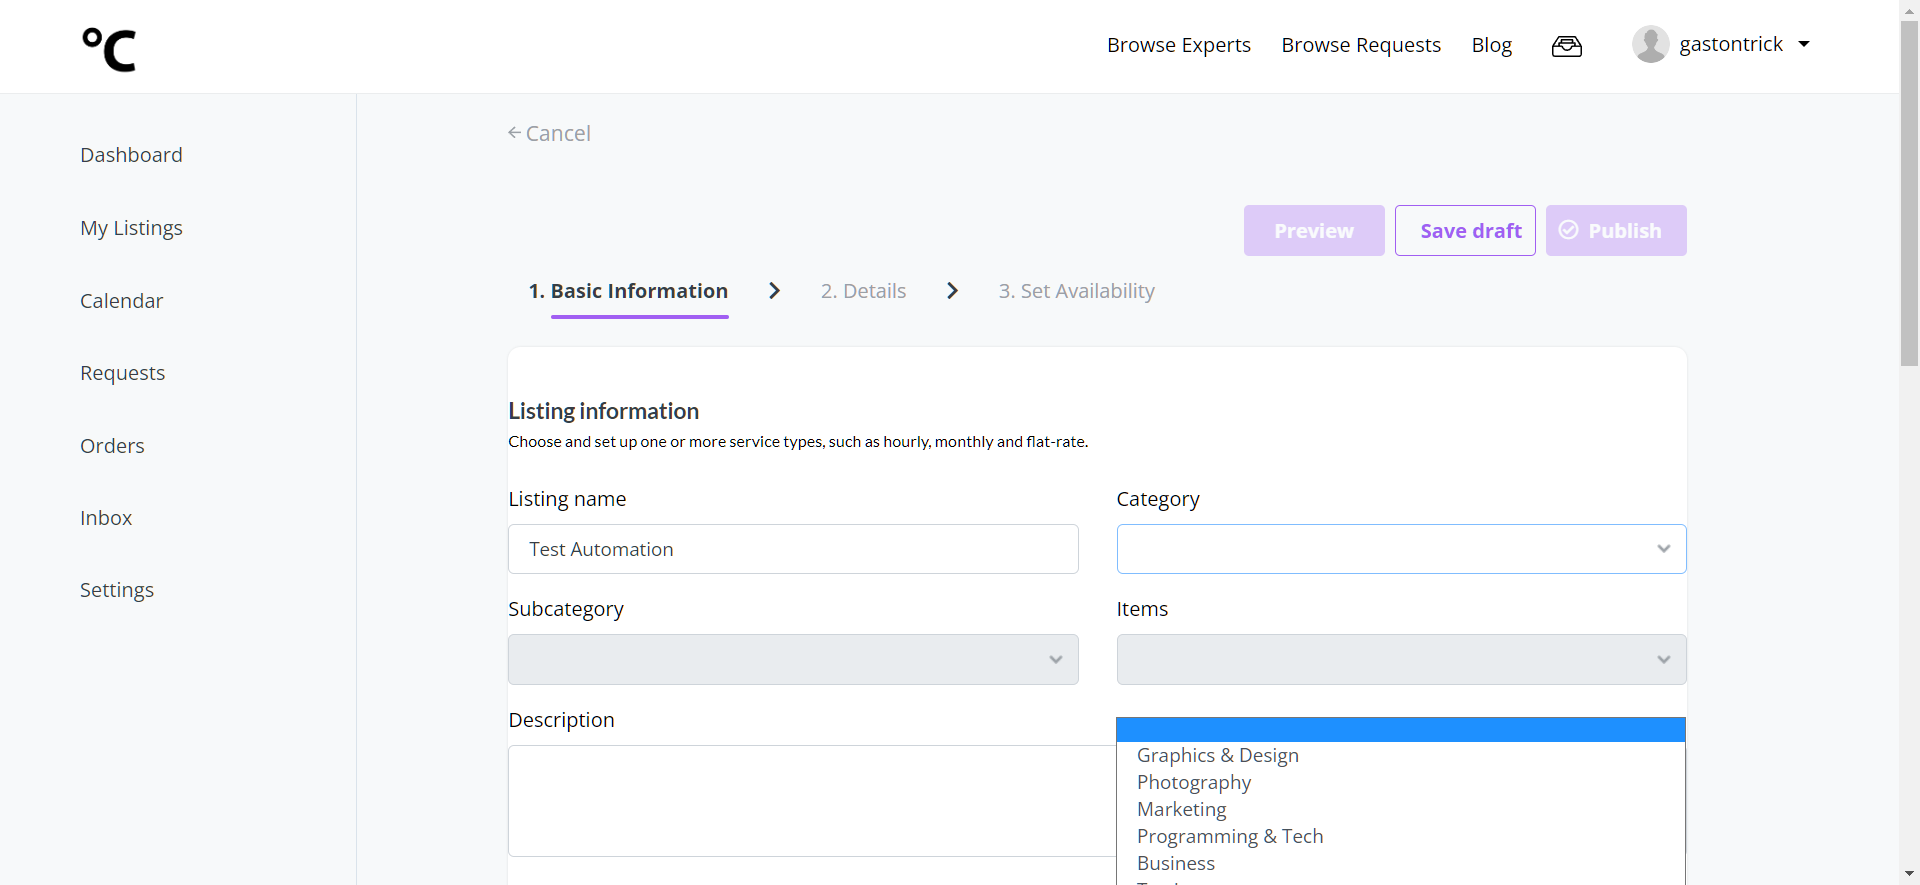 °C
Browse Experts
Browse Requests
Blog
gastontrick
Dashboard
My Listings
Calendar
Requests
Orders
Inbox
Settings
Cancel
Preview
Save draft
Publish
1. Basic Information
2. Details
3. Set Availability
Listing information
Choose and set up one or more service types, such as hourly, monthly and flat-rate.
Listing name
Category
Test Automation
Subcategory
Items
Description
Graphics & Design
Photography
Marketing
Programming & Tech
Business